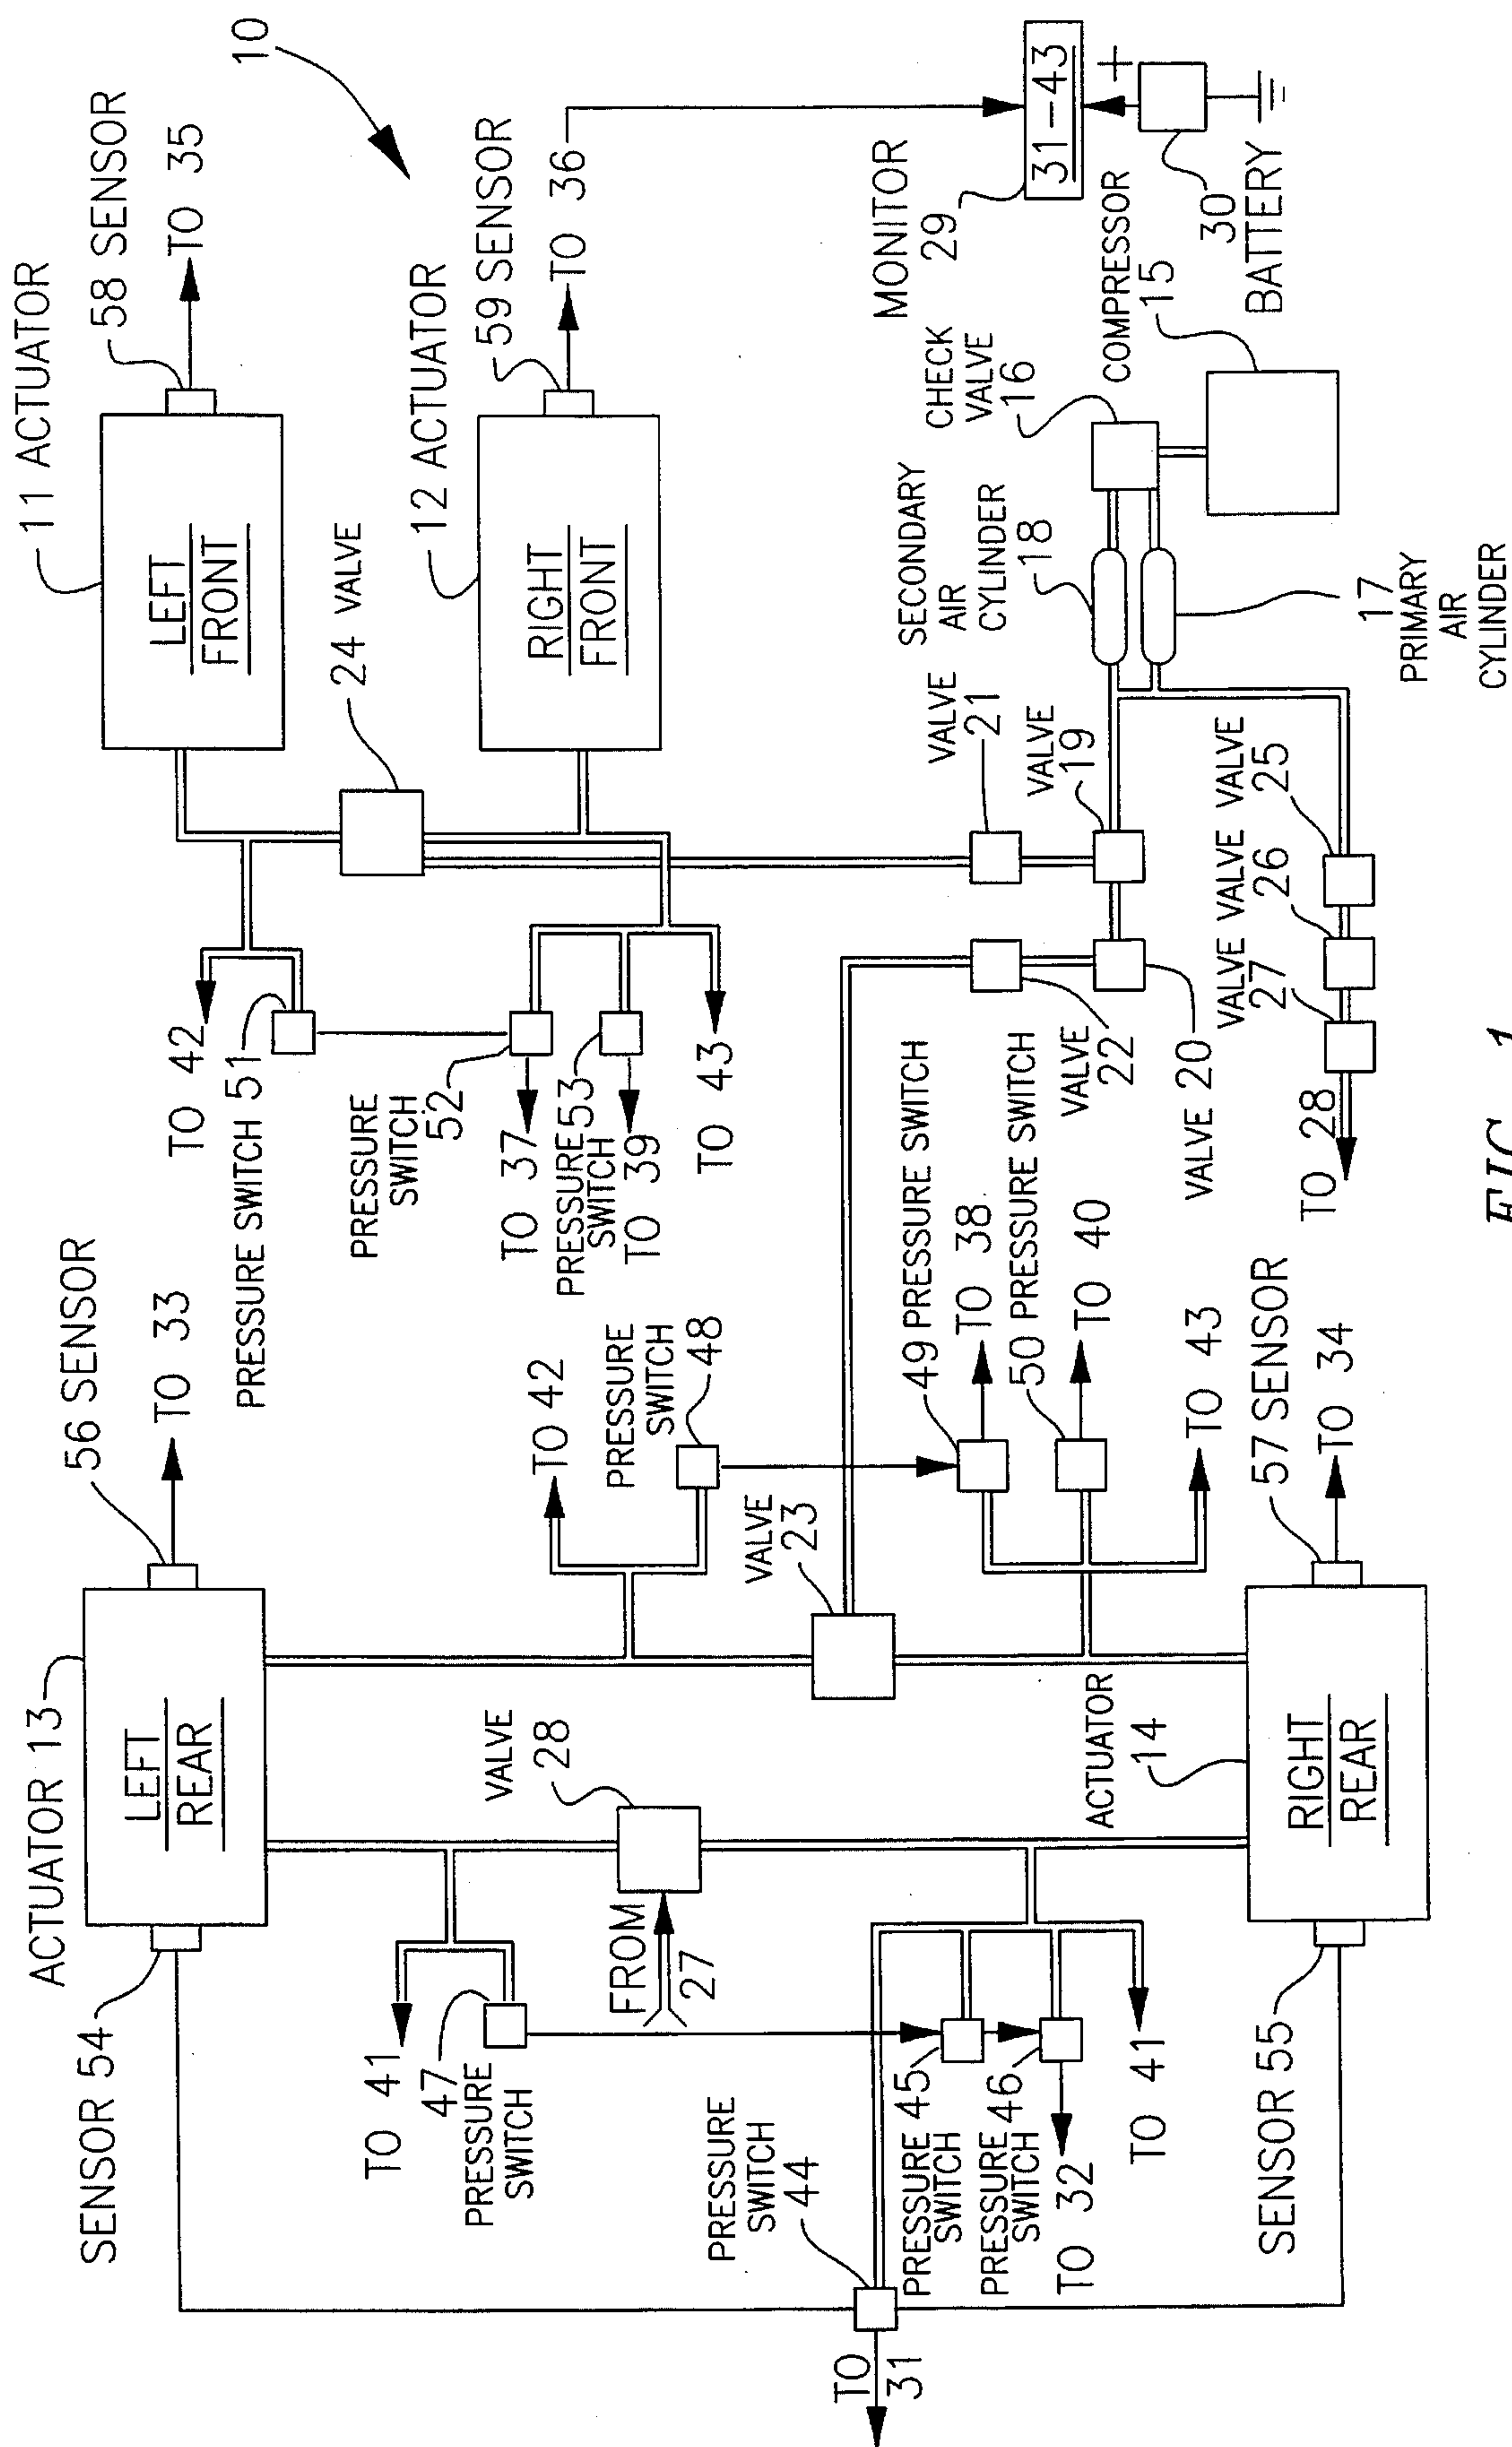 10
11 ACTUATOR
58 SENSOR
TO 35
LEFT
FRONT
24 VALVE
12 ACTUATOR
59 SENSOR
TO 36
RIGHT
FRONT
MONITOR
29
31-43
+
30
BATTERY
COMPRESSOR
15
CHECK
VALVE
16
SECONDARY
AIR
CYLINDER
18
17
PRIMARY
AIR
CYLINDER
VALVE
21
VALVE
19
VALVE
25
VALVE
26
VALVE
27
TO 28
VALVE
22
VALVE 20
TO 42
PRESSURE SWITCH 51
PRESSURE
SWITCH
52
TO 37
PRESSURE
SWITCH
53
TO 39
TO 43
56 SENSOR
TO 33
ACTUATOR 13
LEFT
REAR
SENSOR 54
TO 42
PRESSURE
SWITCH
48
49 PRESSURE SWITCH
TO 38
50 PRESSURE SWITCH
TO 40
TO 43
VALVE
23
57 SENSOR
TO 34
VALVE
28
FROM
27
ACTUATOR
14
RIGHT
REAR
TO 41
47
PRESSURE
SWITCH
PRESSURE
SWITCH
44
PRESSURE
SWITCH
45
PRESSURE
SWITCH
46
TO 32
TO 41
SENSOR 55
TO
31
FIG. 1